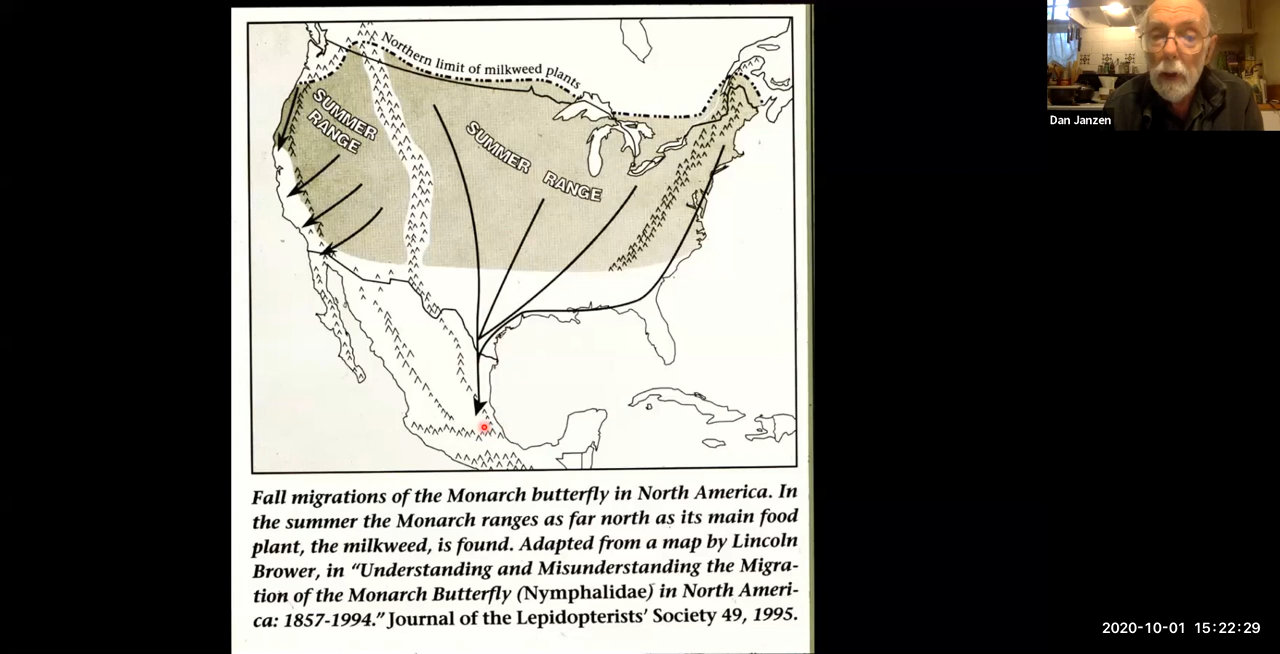 Northern limit of milkweed plants
SUMMER
RANGE
SUMMER RANGE
Fall migrations of the Monarch butterfly in North America. In
the summer the Monarch ranges as far north as its main food
plant, the milkweed, is found. Adapted from a map by Lincoln
Brower, in “Understanding and Misunderstanding the Migra-
tion of the Monarch Butterfly (Nymphalidae) in North Ameri-
ca: 1857-1994.” Journal of the Lepidopterists’ Society 49, 1995.
Dan Janzen
2020-10-01 15:22:29